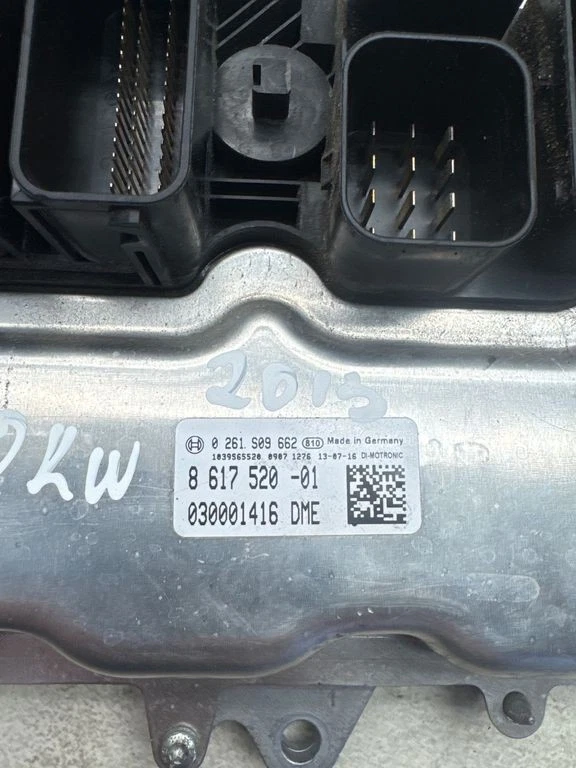 2013
KW
0 261 S09 662 810 Made in Germany
1039S65520 0907 1276 13-07-16 DI-MOTRONIC
8 617 520 -01
030001416 DME